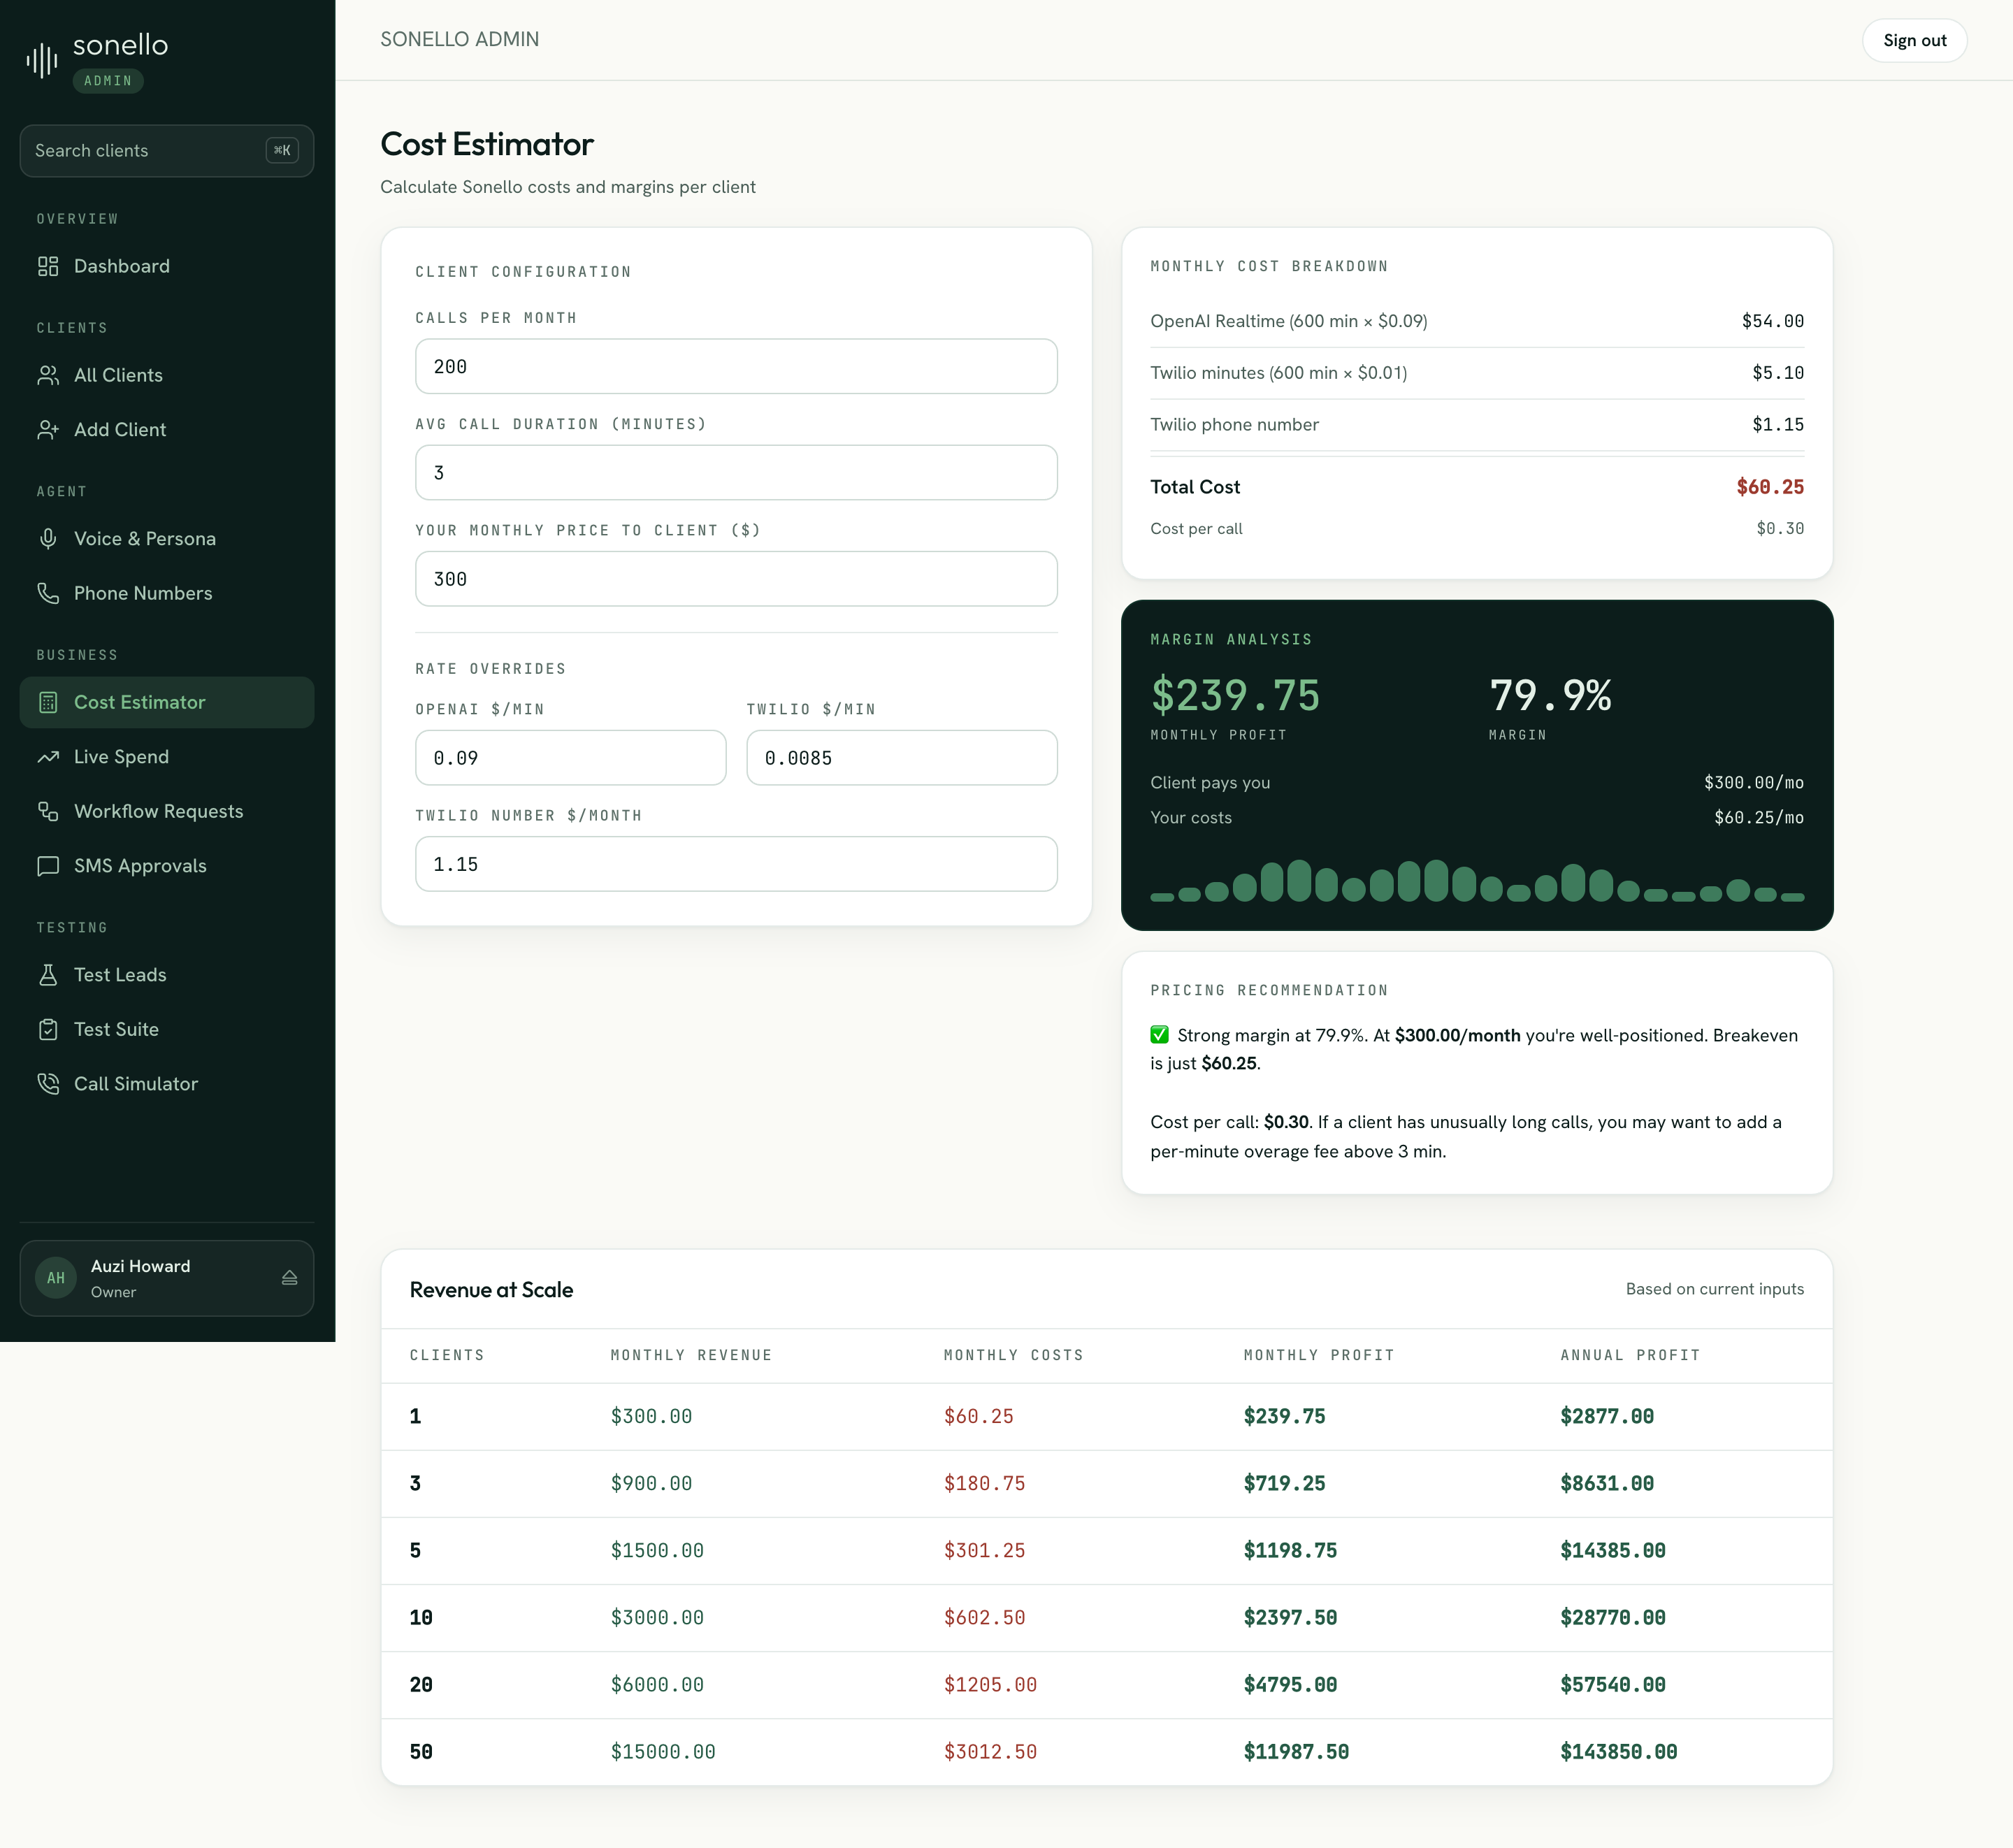 sonello
ADMIN
Search clients ⌘K
OVERVIEW
Dashboard
CLIENTS
All Clients
Add Client
AGENT
Voice & Persona
Phone Numbers
BUSINESS
Cost Estimator
Live Spend
Workflow Requests
SMS Approvals
TESTING
Test Leads
Test Suite
Call Simulator
AH
Auzi Howard
Owner
SONELLO ADMIN
Sign out
Cost Estimator
Calculate Sonello costs and margins per client
CLIENT CONFIGURATION
CALLS PER MONTH
200
AVG CALL DURATION (MINUTES)
3
YOUR MONTHLY PRICE TO CLIENT ($)
300
RATE OVERRIDES
OPENAI $/MIN TWILIO $/MIN
0.09 0.0085
TWILIO NUMBER $/MONTH
1.15
MONTHLY COST BREAKDOWN
OpenAI Realtime (600 min × $0.09) $54.00
Twilio minutes (600 min × $0.01) $5.10
Twilio phone number $1.15
Total Cost $60.25
Cost per call $0.30
MARGIN ANALYSIS
$239.75 79.9%
MONTHLY PROFIT MARGIN
Client pays you $300.00/mo
Your costs $60.25/mo
PRICING RECOMMENDATION
✅ Strong margin at 79.9%. At $300.00/month you're well-positioned. Breakeven
is just $60.25.
Cost per call: $0.30. If a client has unusually long calls, you may want to add a
per-minute overage fee above 3 min.
Revenue at Scale Based on current inputs
CLIENTS MONTHLY REVENUE MONTHLY COSTS MONTHLY PROFIT ANNUAL PROFIT
1 $300.00 $60.25 $239.75 $2877.00
3 $900.00 $180.75 $719.25 $8631.00
5 $1500.00 $301.25 $1198.75 $14385.00
10 $3000.00 $602.50 $2397.50 $28770.00
20 $6000.00 $1205.00 $4795.00 $57540.00
50 $15000.00 $3012.50 $11987.50 $143850.00